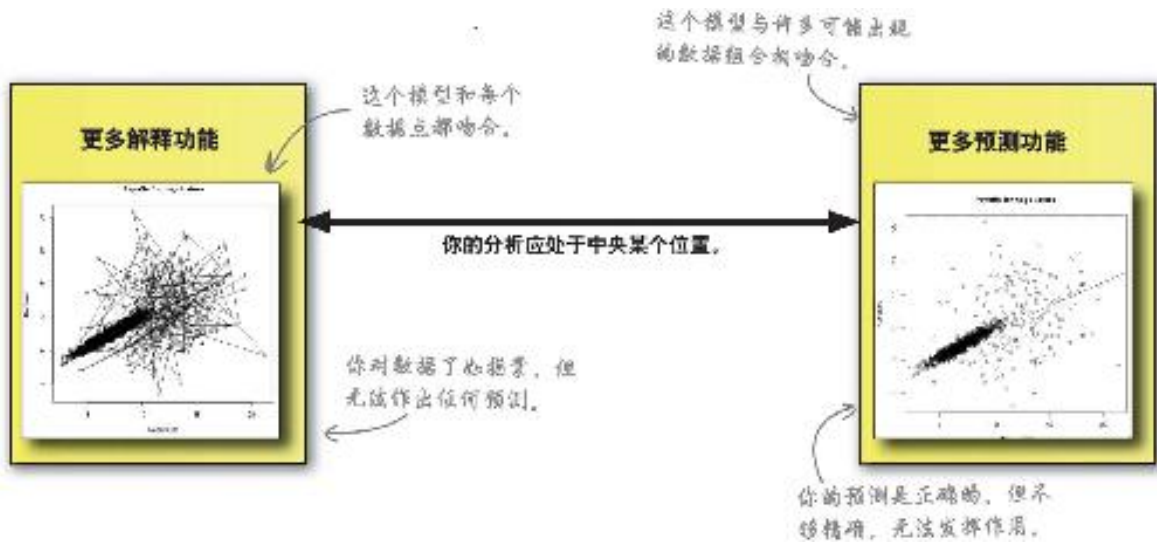 这个模型与许多可能出现
的数据组合相吻合。
这个模型和每个
数据点都吻合。
更多解释功能
更多预测功能
你的分析应处于中央某个位置。
你对数据了如指掌，但
无法作出任何预测。
你的预测是正确的，但不
够精确，无法发挥作用。